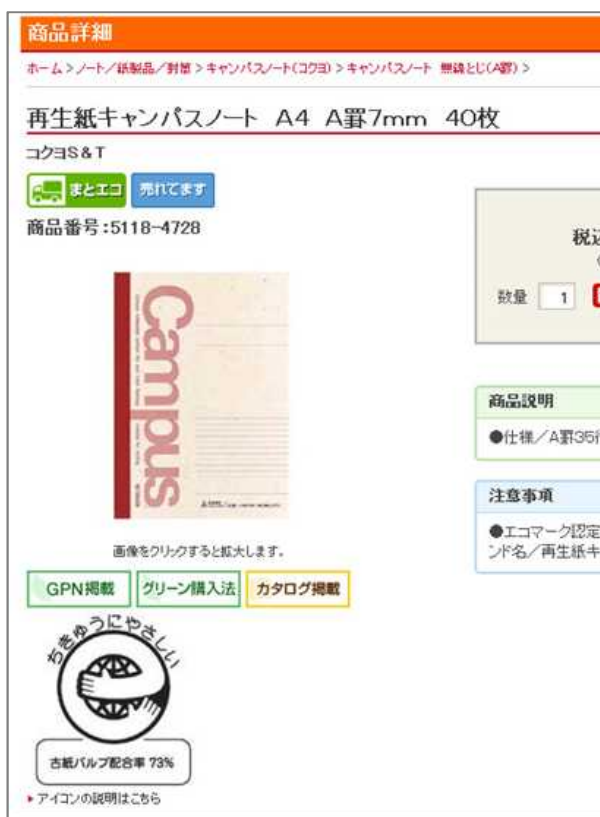 商品詳細
ホーム > ノート／紙製品／封筒 > キャンパスノート(コクヨ) > キャンパスノート 無線とじ(A罫) >
再生紙キャンパスノート A4 A罫7mm 40枚
コクヨS&T
まとエコ 売れてます
商品番号：5118-4728
税込
数量 1
Campus
商品説明
●仕様／A罫35行
注意事項
●エコマーク認定
ンド名／再生紙キ
画像をクリックすると拡大します。
GPN掲載 グリーン購入法 カタログ掲載
ちきゅうにやさしい
古紙パルプ配合率 73%
アイコンの説明はこちら